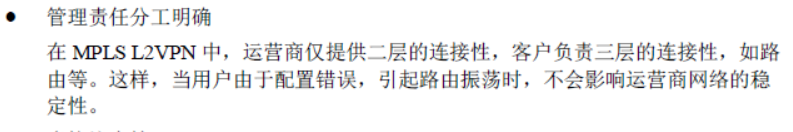 ● 管理责任分工明确
在 MPLS L2VPN 中，运营商仅提供二层的连接性，客户负责三层的连接性，如路
由等。这样，当用户由于配置错误，引起路由振荡时，不会影响运营商网络的稳
定性。